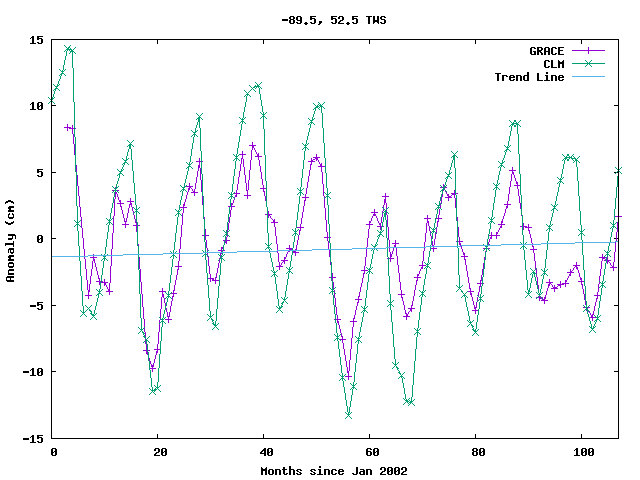 -89.5, 52.5 TWS
GRACE
CLM
Trend Line
Anomaly (cm)
15
10
5
0
-5
-10
-15
0 20 40 60 80 100
Months since Jan 2002